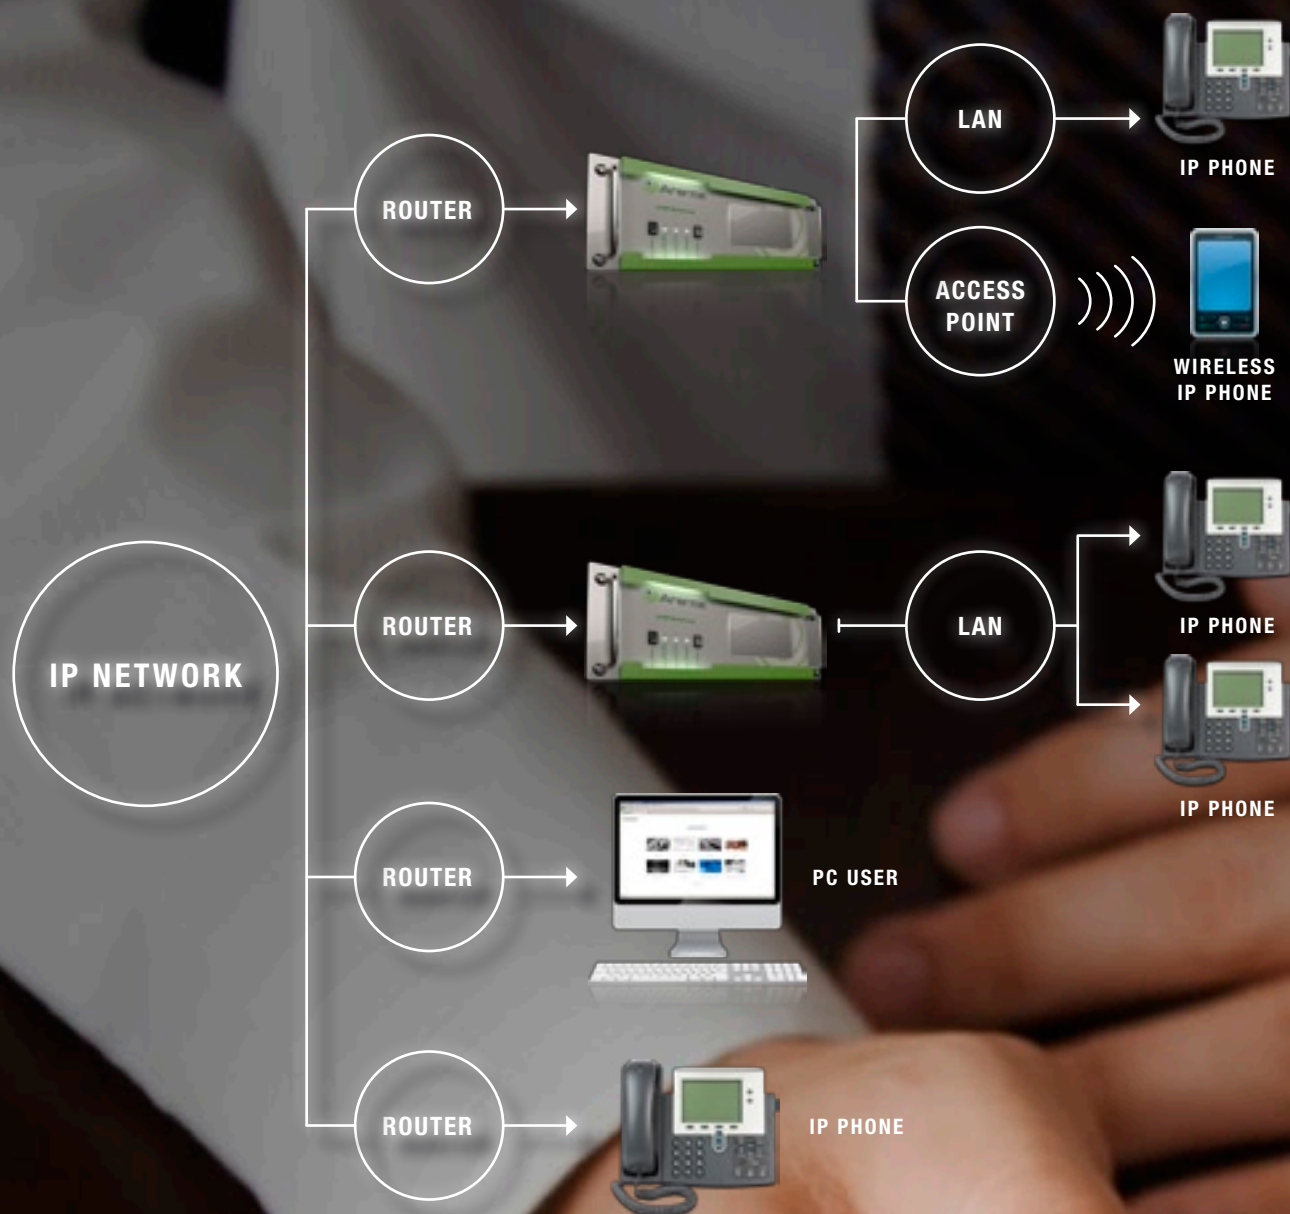 LAN
IP PHONE
ROUTER
ACCESS
POINT
WIRELESS
IP PHONE
IP NETWORK
ROUTER
LAN
IP PHONE
IP PHONE
ROUTER
PC USER
ROUTER
IP PHONE